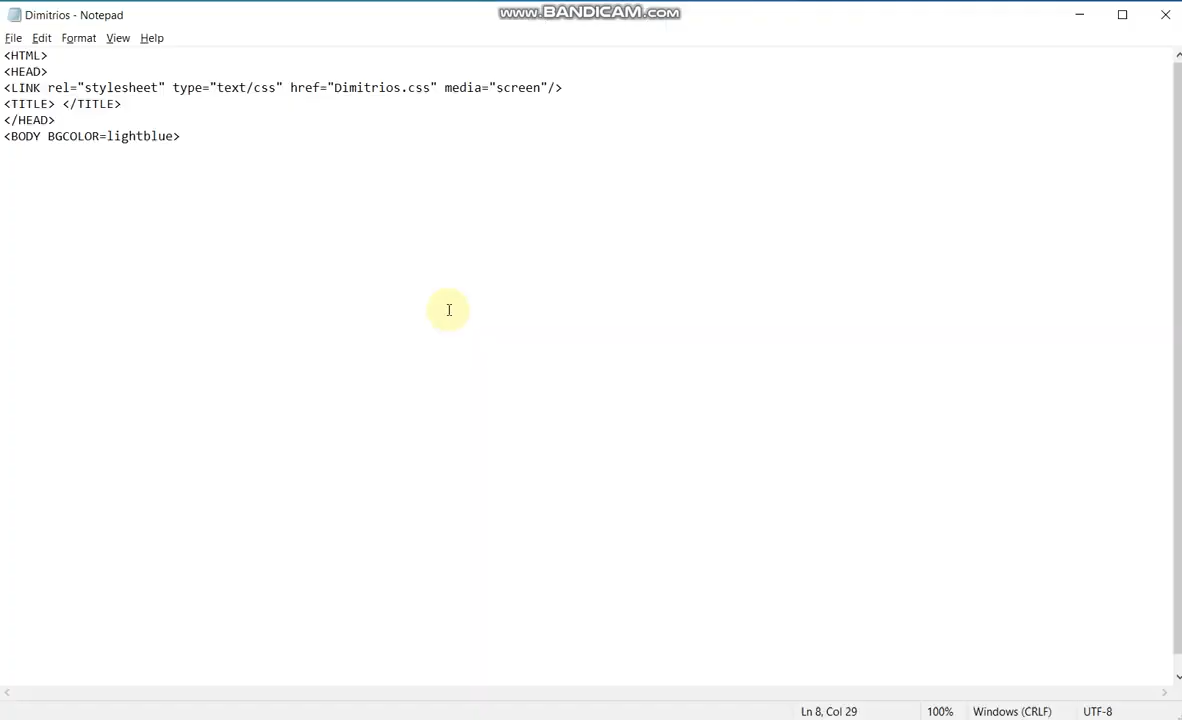 Dimitrios - Notepad
www.BANDICAM.com
File Edit Format View Help
<HTML>
<HEAD>
<LINK rel="stylesheet" type="text/css" href="Dimitrios.css" media="screen"/>
<TITLE> </TITLE>
</HEAD>
<BODY BGCOLOR=lightblue>
Ln 8, Col 29 100% Windows (CRLF) UTF-8